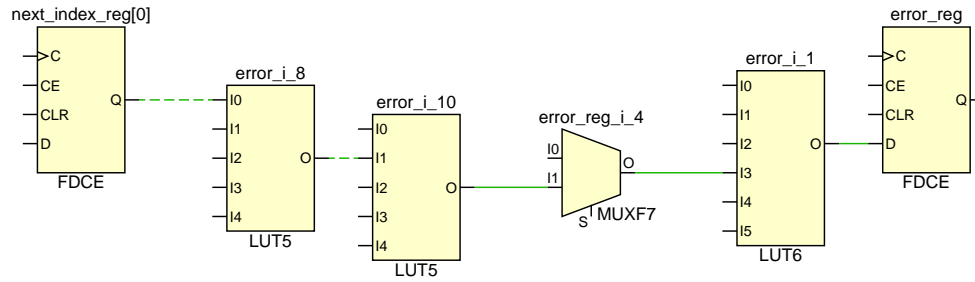 next_index_reg[0]
C
CE
CLR
D
Q
FDCE
error_i_8
I0
I1
I2
I3
I4
O
LUT5
error_i_10
I0
I1
I2
I3
I4
O
LUT5
error_reg_i_4
I0
I1
S
O
MUXF7
error_i_1
I0
I1
I2
I3
I4
I5
O
LUT6
error_reg
C
CE
CLR
D
Q
FDCE